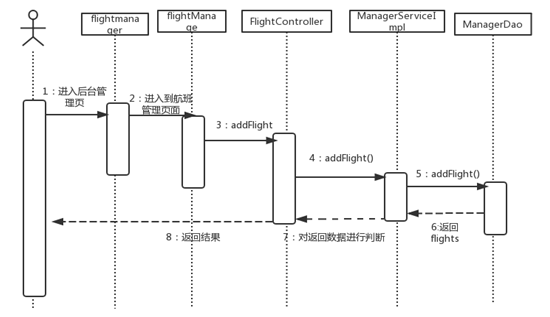 flightmana
ger
flightMana
ge
FlightController
ManagerServiceI
mpl
ManagerDao
1：进入后台管
理页
2：进入到航班
管理页面
3：addFlight
4：addFlight()
5：addFlight()
6:返回
flights
7：对返回数据进行判断
8：返回结果